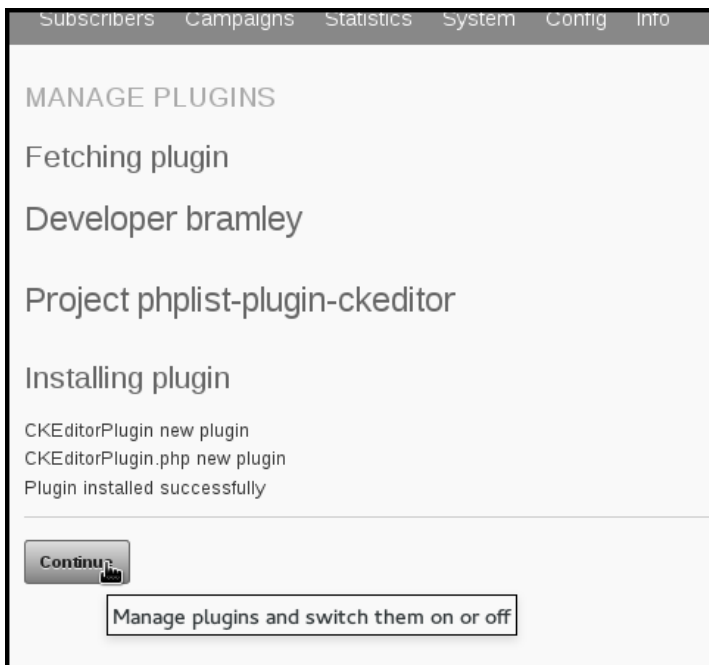 Subscribers Campaigns Statistics System Config Info
MANAGE PLUGINS
Fetching plugin
Developer bramley
Project phplist-plugin-ckeditor
Installing plugin
CKEditorPlugin new plugin
CKEditorPlugin.php new plugin
Plugin installed successfully
Continue
Manage plugins and switch them on or off